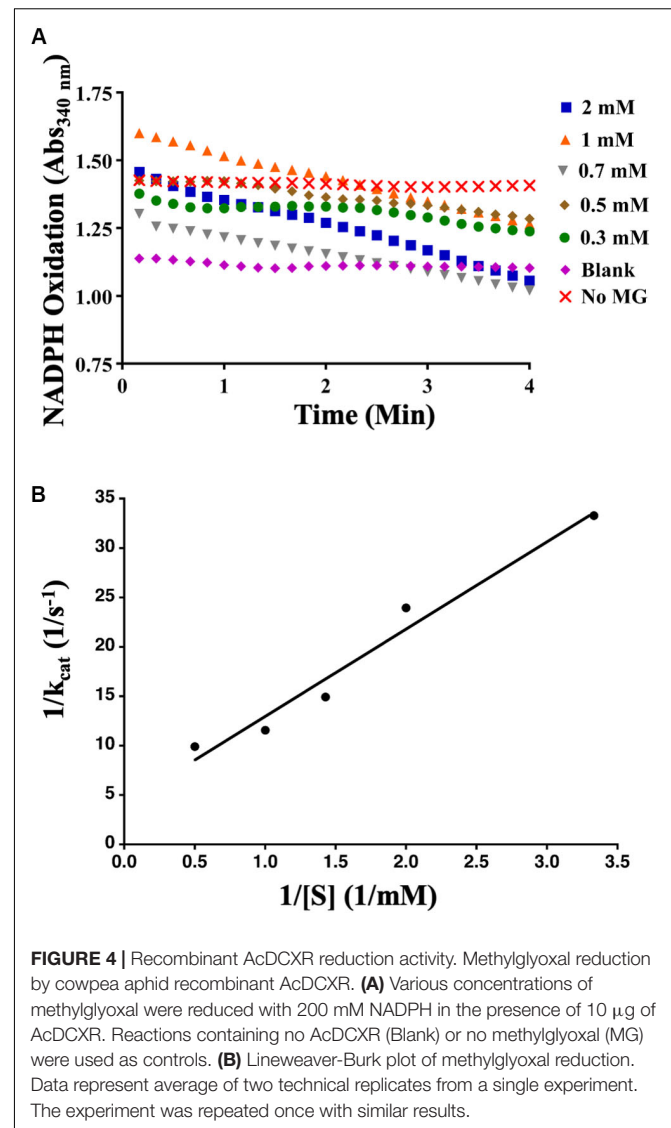 A
NADPH Oxidation (Abs340 nm)
1.75
1.50
1.25
1.00
0.75
0
1
2
3
4
Time (Min)
2 mM
1 mM
0.7 mM
0.5 mM
0.3 mM
Blank
No MG
B
1/kcat (1/s-1)
35
30
25
20
15
10
5
0
0.0
0.5
1.0
1.5
2.0
2.5
3.0
3.5
1/[S] (1/mM)
FIGURE 4 | Recombinant AcDCXR reduction activity. Methylglyoxal reduction
by cowpea aphid recombinant AcDCXR. (A) Various concentrations of
methylglyoxal were reduced with 200 mM NADPH in the presence of 10 μg of
AcDCXR. Reactions containing no AcDCXR (Blank) or no methylglyoxal (MG)
were used as controls. (B) Lineweaver-Burk plot of methylglyoxal reduction.
Data represent average of two technical replicates from a single experiment.
The experiment was repeated once with similar results.